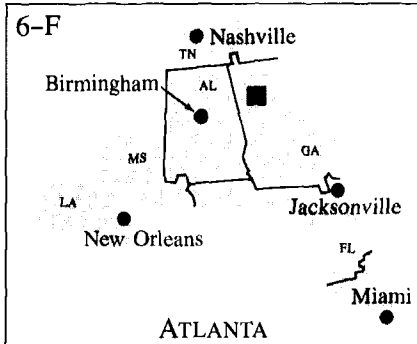 6–F
Nashville
TN
Birmingham
AL
MS
GA
LA
Jacksonville
New Orleans
FL
Miami
ATLANTA